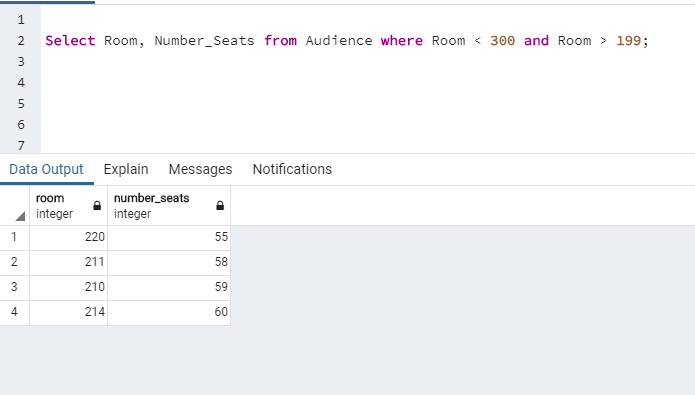 1
2 Select Room, Number_Seats from Audience where Room < 300 and Room > 199;
3
4
5
6
7
Data Output Explain Messages Notifications
room number_seats
integer integer
1 220 55
2 211 58
3 210 59
4 214 60